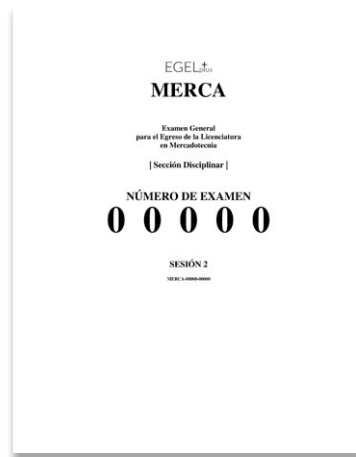 EGEL+plus
MERCA
Examen General
para el Egreso de la Licenciatura
en Mercadotecnia
| Sección Disciplinar |
NÚMERO DE EXAMEN
0 0 0 0 0
SESIÓN 2
MERCA-00000-00000